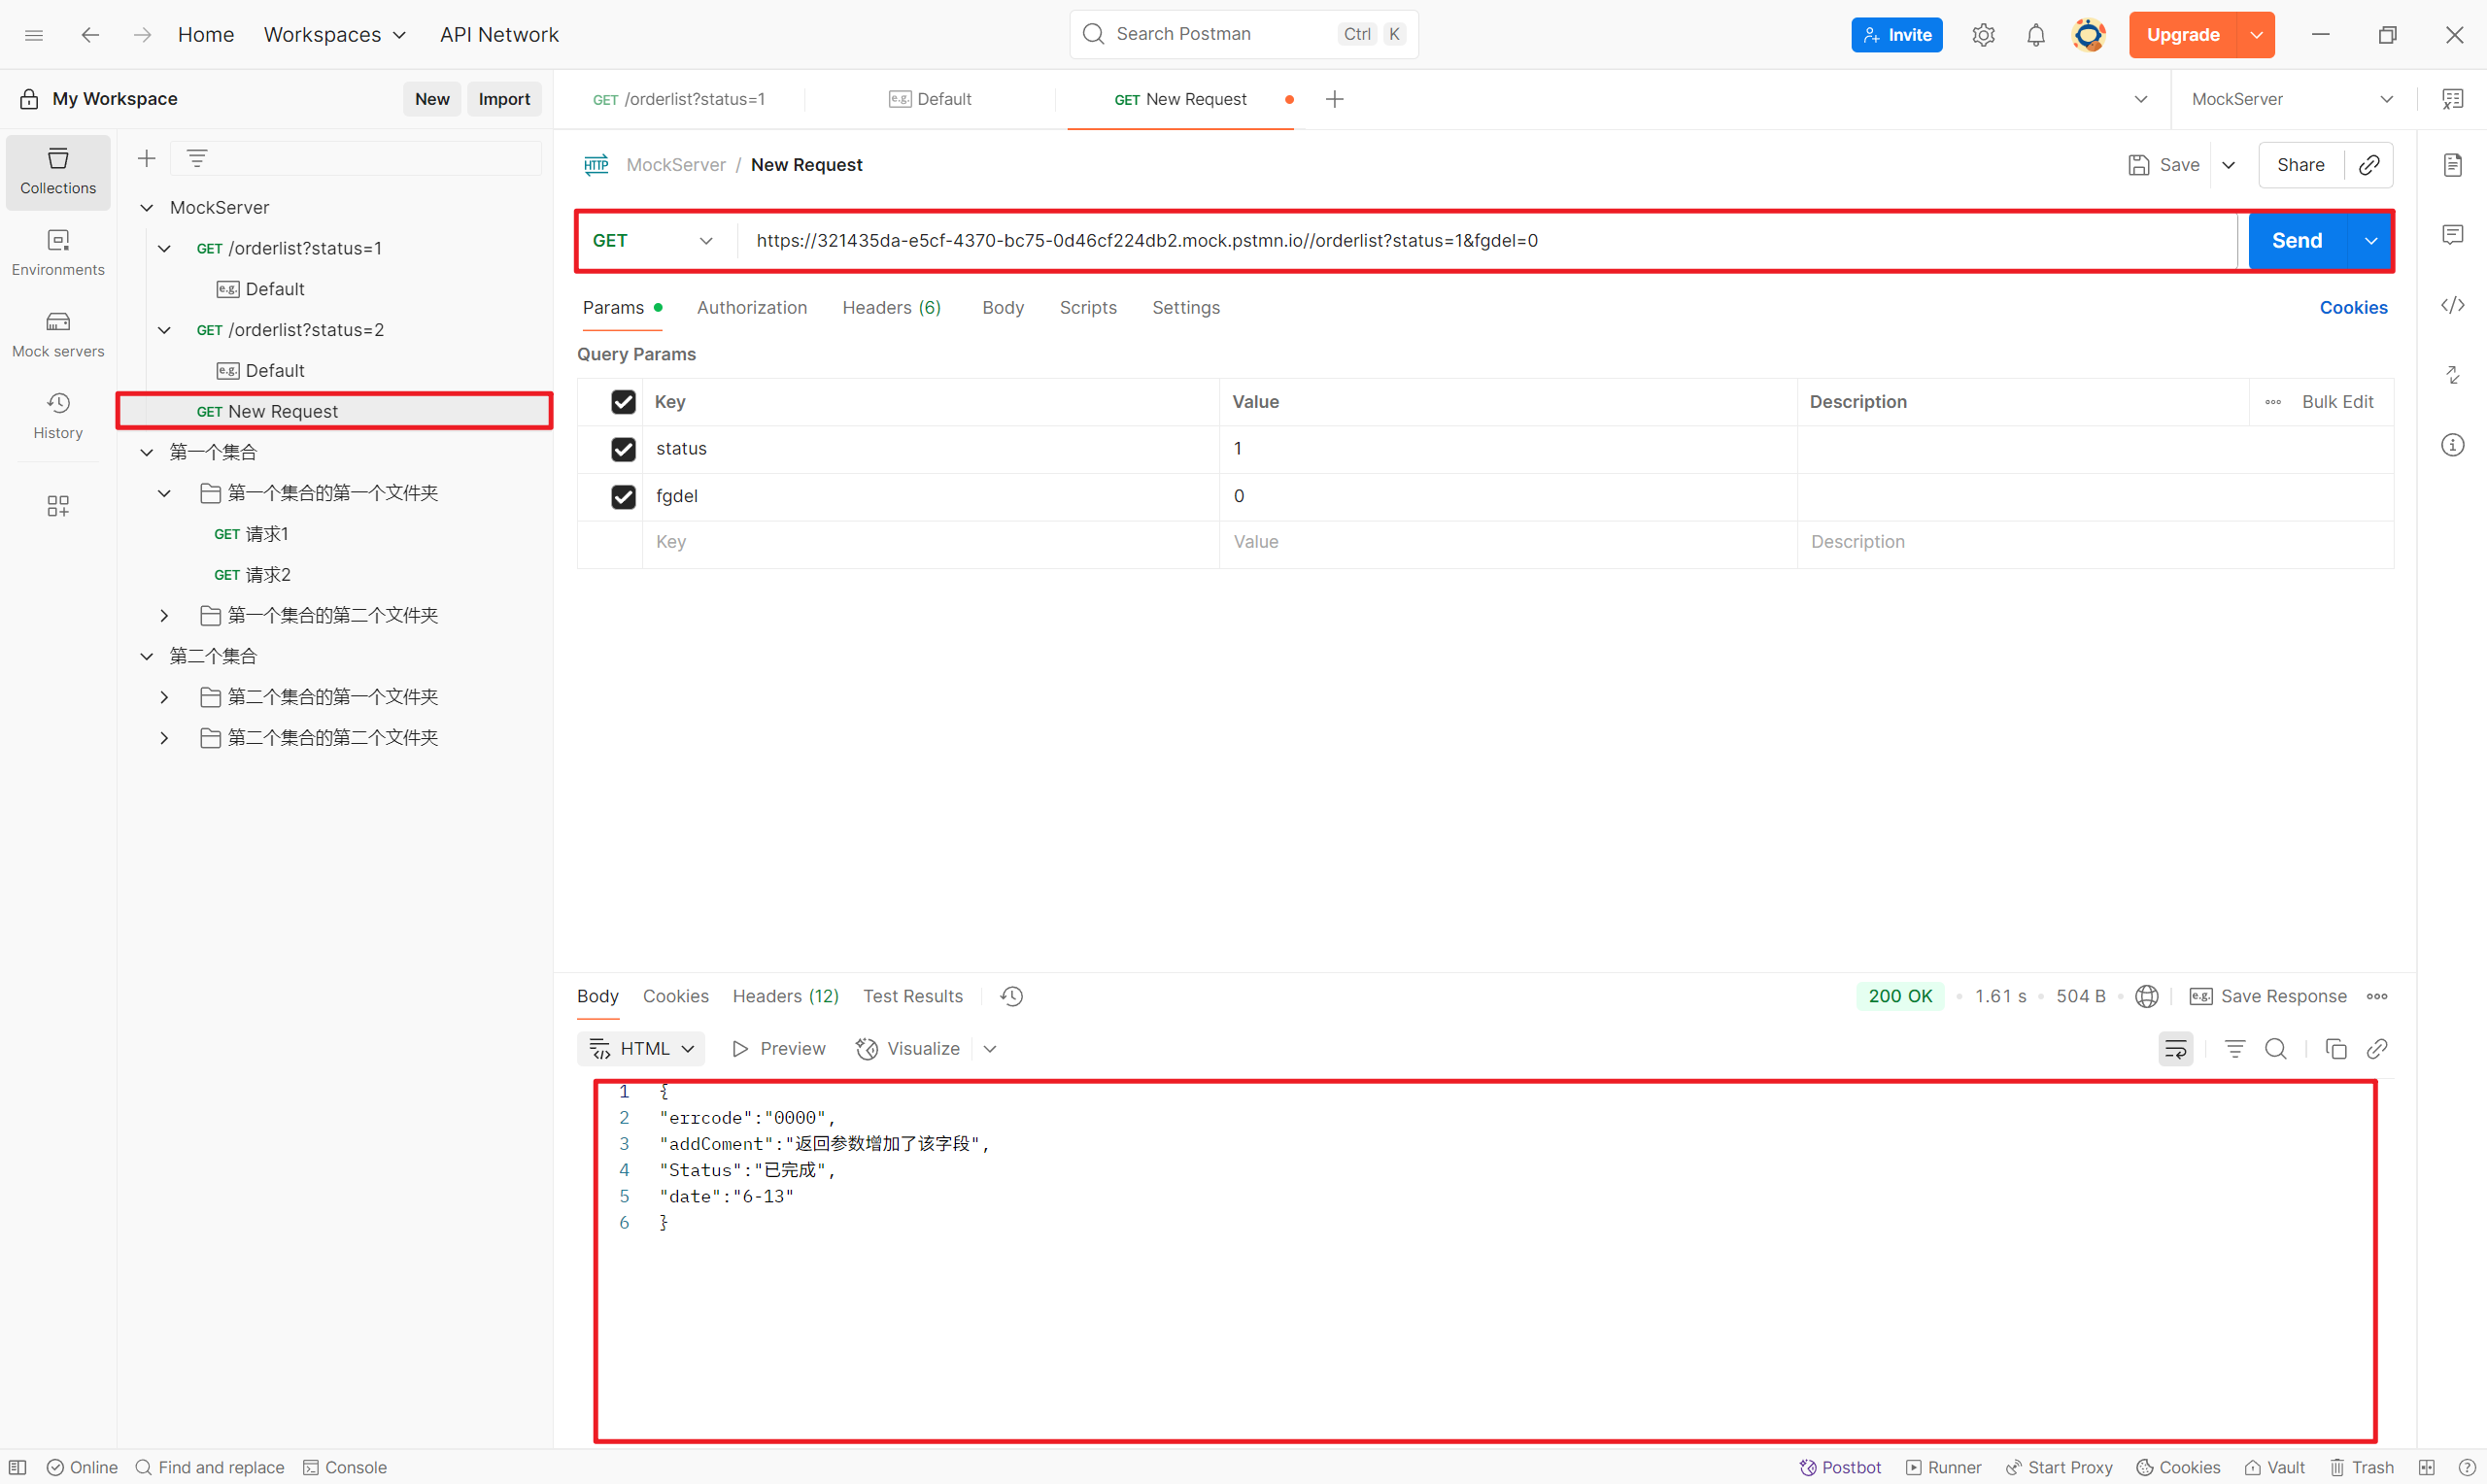 Home Workspaces API Network Search Postman Ctrl K Invite Upgrade
My Workspace New Import GET /orderlist?status=1 e.g. Default GET New Request MockServer
Collections
Environments
Mock servers
History
MockServer
GET /orderlist?status=1
e.g. Default
GET /orderlist?status=2
e.g. Default
GET New Request
第一个集合
第一个集合的第一个文件夹
GET 请求1
GET 请求2
第一个集合的第二个文件夹
第二个集合
第二个集合的第一个文件夹
第二个集合的第二个文件夹
HTTP MockServer / New Request Save Share
GET https://321435da-e5cf-4370-bc75-0d46cf224db2.mock.pstmn.io//orderlist?status=1&fgdel=0 Send
Params Authorization Headers (6) Body Scripts Settings Cookies
Query Params
Key Value Description Bulk Edit
status 1
fgdel 0
Key Value Description
Body Cookies Headers (12) Test Results 200 OK 1.61 s 504 B e.g. Save Response
HTML Preview Visualize
1 {
2 "errcode":"0000",
3 "addComent":"返回参数增加了该字段",
4 "Status":"已完成",
5 "date":"6-13"
6 }
Online Find and replace Console Postbot Runner Start Proxy Cookies Vault Trash